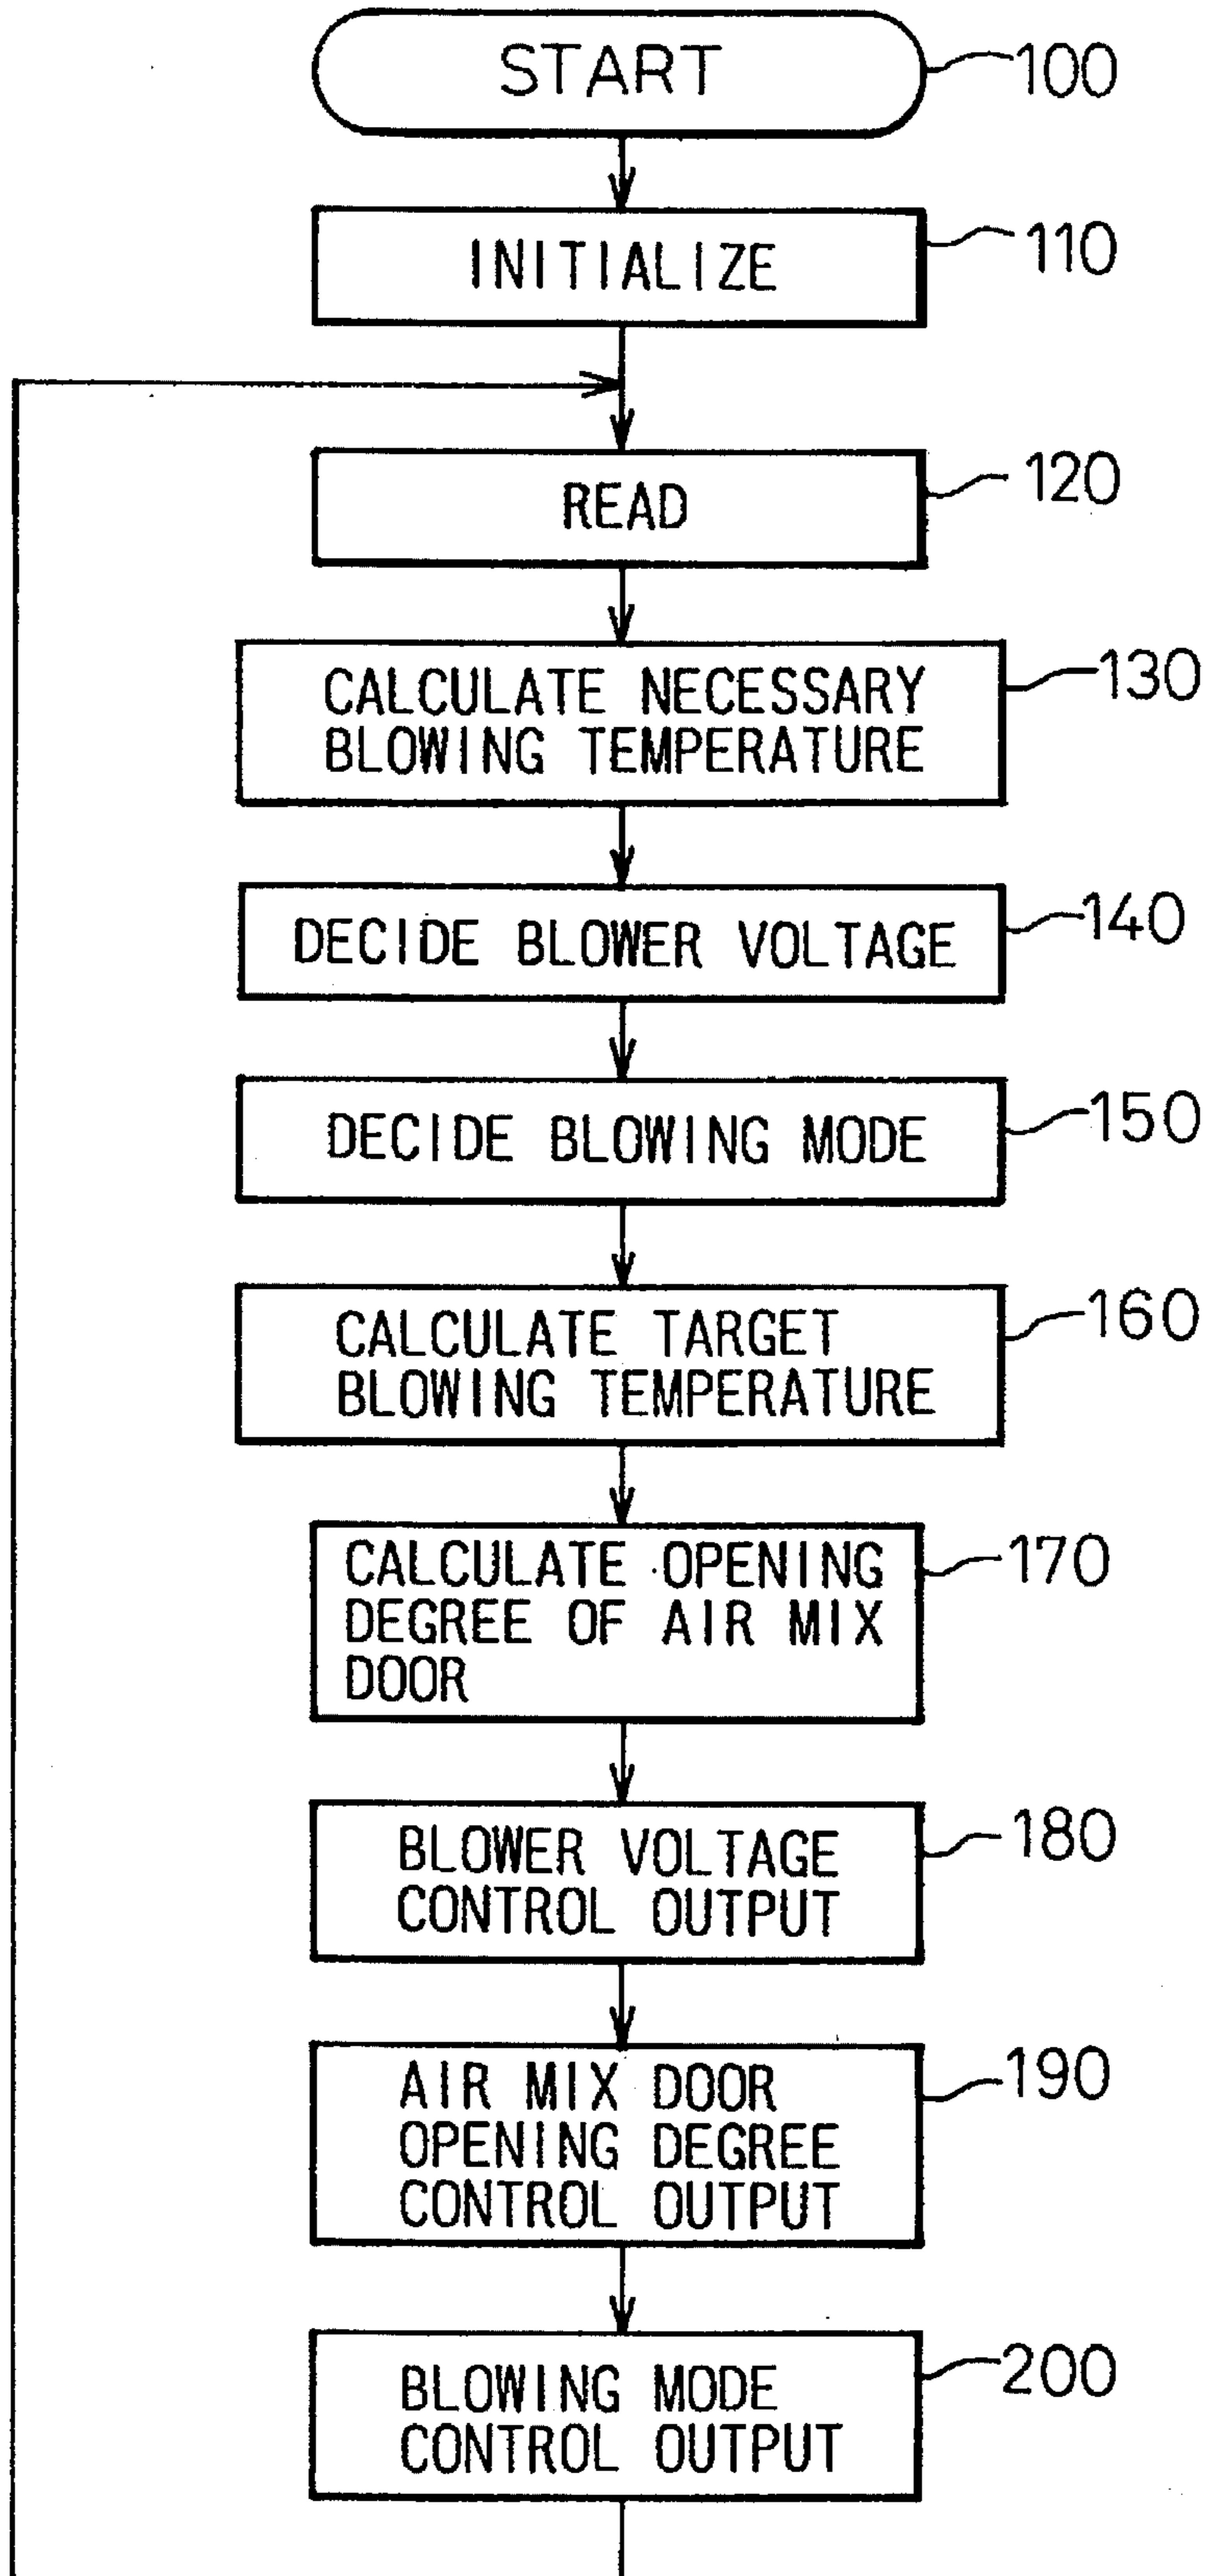 START
100
INITIALIZE
110
READ
120
CALCULATE NECESSARY
BLOWING TEMPERATURE
130
DECIDE BLOWER VOLTAGE
140
DECIDE BLOWING MODE
150
CALCULATE TARGET
BLOWING TEMPERATURE
160
CALCULATE OPENING
DEGREE OF AIR MIX
DOOR
170
BLOWER VOLTAGE
CONTROL OUTPUT
180
AIR MIX DOOR
OPENING DEGREE
CONTROL OUTPUT
190
BLOWING MODE
CONTROL OUTPUT
200